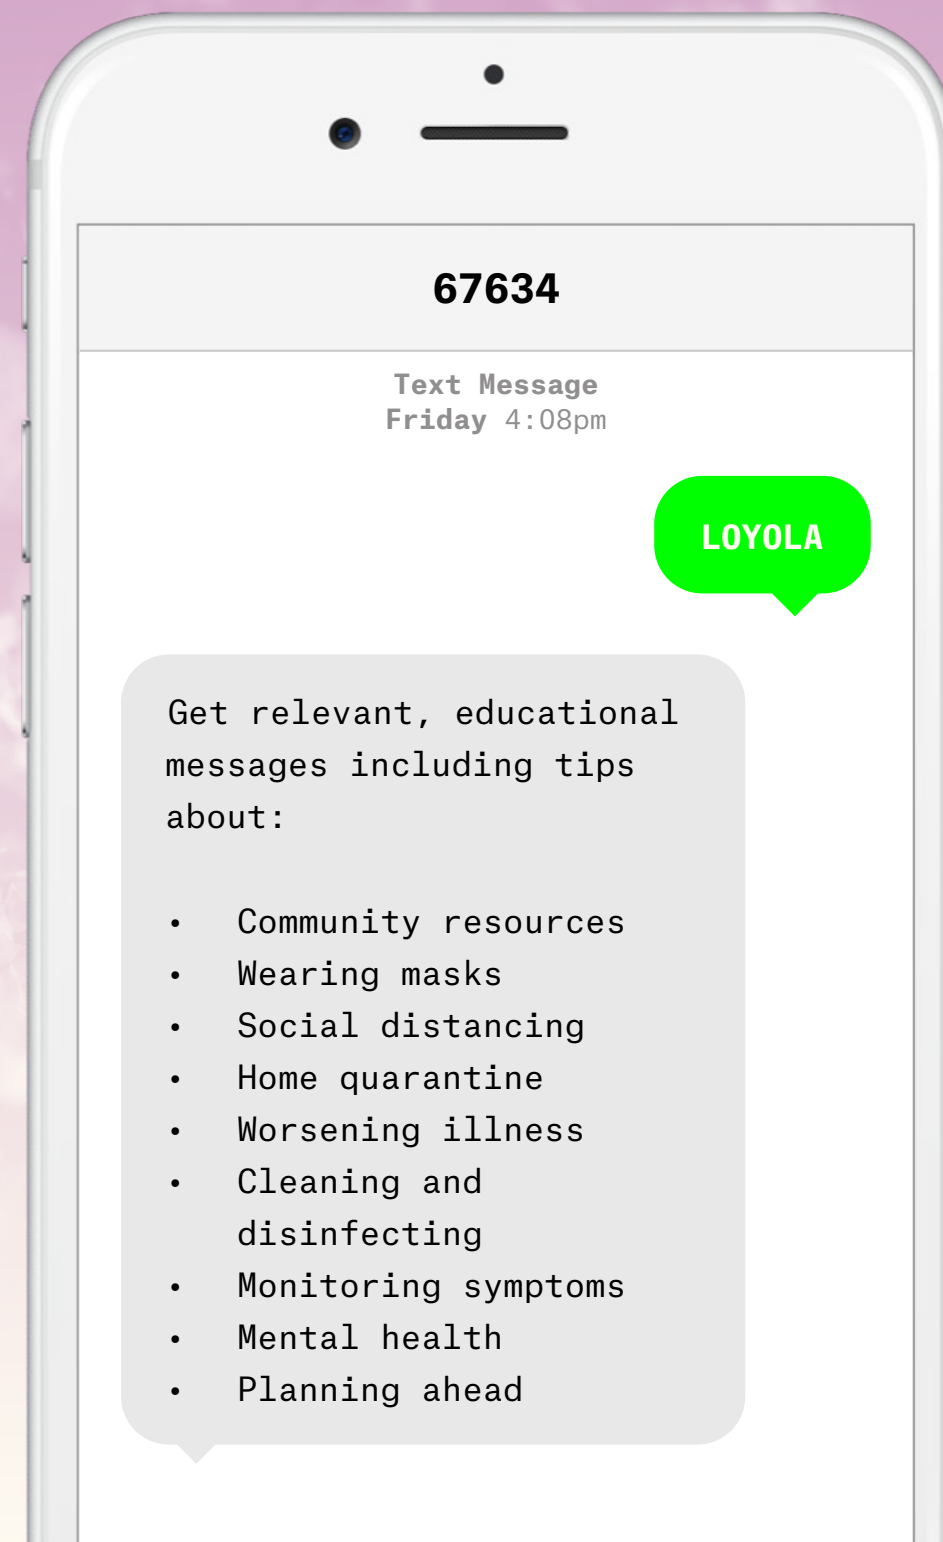 67634
Text Message
Friday 4:08pm
LOYOLA
Get relevant, educational
messages including tips
about:
• Community resources
• Wearing masks
• Social distancing
• Home quarantine
• Worsening illness
• Cleaning and
disinfecting
• Monitoring symptoms
• Mental health
• Planning ahead